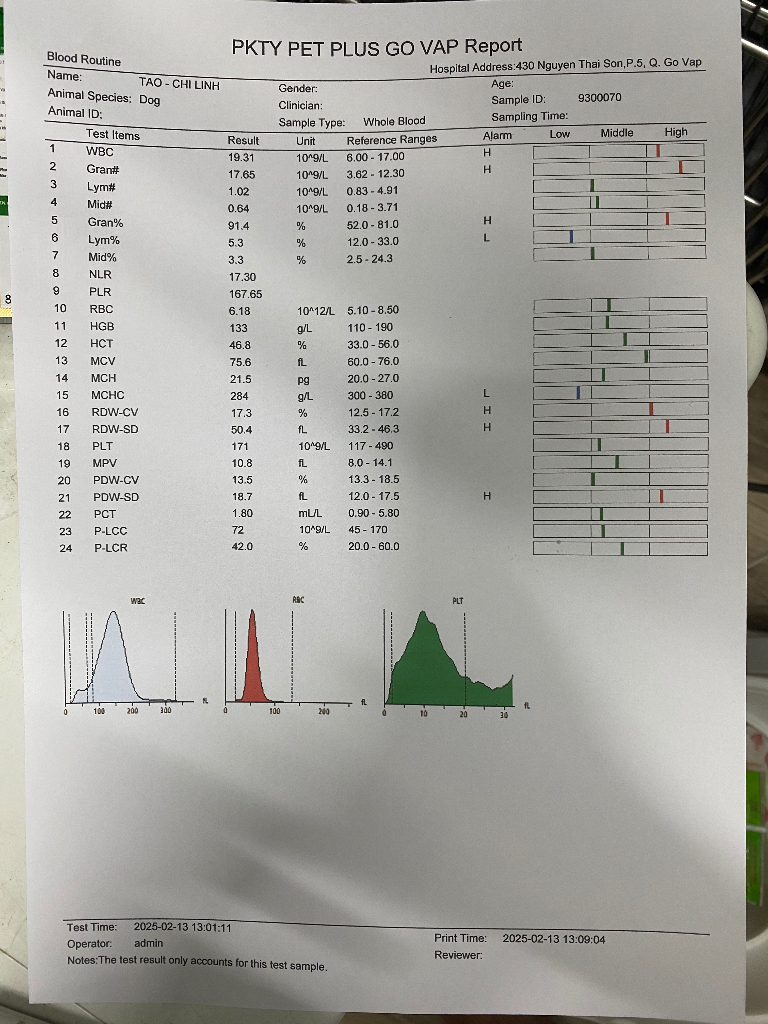 PKTY PET PLUS GO VAP Report
Blood Routine
Hospital Address:430 Nguyen Thai Son,P.5, Q. Go Vap
Name: TAO - CHI LINH Gender: Age:
Animal Species: Dog Clinician: Sample ID: 9300070
Animal ID: Sample Type: Whole Blood Sampling Time:
Test Items Result Unit Reference Ranges Alarm Low Middle High
1 WBC 19.31 10^9/L 6.00 - 17.00 H
2 Gran# 17.65 10^9/L 3.62 - 12.30 H
3 Lym# 1.02 10^9/L 0.83 - 4.91
4 Mid# 0.64 10^9/L 0.18 - 3.71
5 Gran% 91.4 % 52.0 - 81.0 H
6 Lym% 5.3 % 12.0 - 33.0 L
7 Mid% 3.3 % 2.5 - 24.3
8 NLR 17.30
9 PLR 167.65
10 RBC 6.18 10^12/L 5.10 - 8.50
11 HGB 133 g/L 110 - 190
12 HCT 46.8 % 33.0 - 56.0
13 MCV 75.6 fL 60.0 - 76.0
14 MCH 21.5 pg 20.0 - 27.0
15 MCHC 284 g/L 300 - 380 L
16 RDW-CV 17.3 % 12.5 - 17.2 H
17 RDW-SD 50.4 fL 33.2 - 46.3 H
18 PLT 171 10^9/L 117 - 490
19 MPV 10.8 fL 8.0 - 14.1
20 PDW-CV 13.5 % 13.3 - 18.5
21 PDW-SD 18.7 fL 12.0 - 17.5 H
22 PCT 1.80 mL/L 0.90 - 5.80
23 P-LCC 72 10^9/L 45 - 170
24 P-LCR 42.0 % 20.0 - 60.0
WBC RBC PLT
0 100 200 300 fL 0 100 200 fL 0 10 20 30 fL
Test Time: 2025-02-13 13:01:11
Operator: admin
Print Time: 2025-02-13 13:09:04
Reviewer:
Notes:The test result only accounts for this test sample.
8